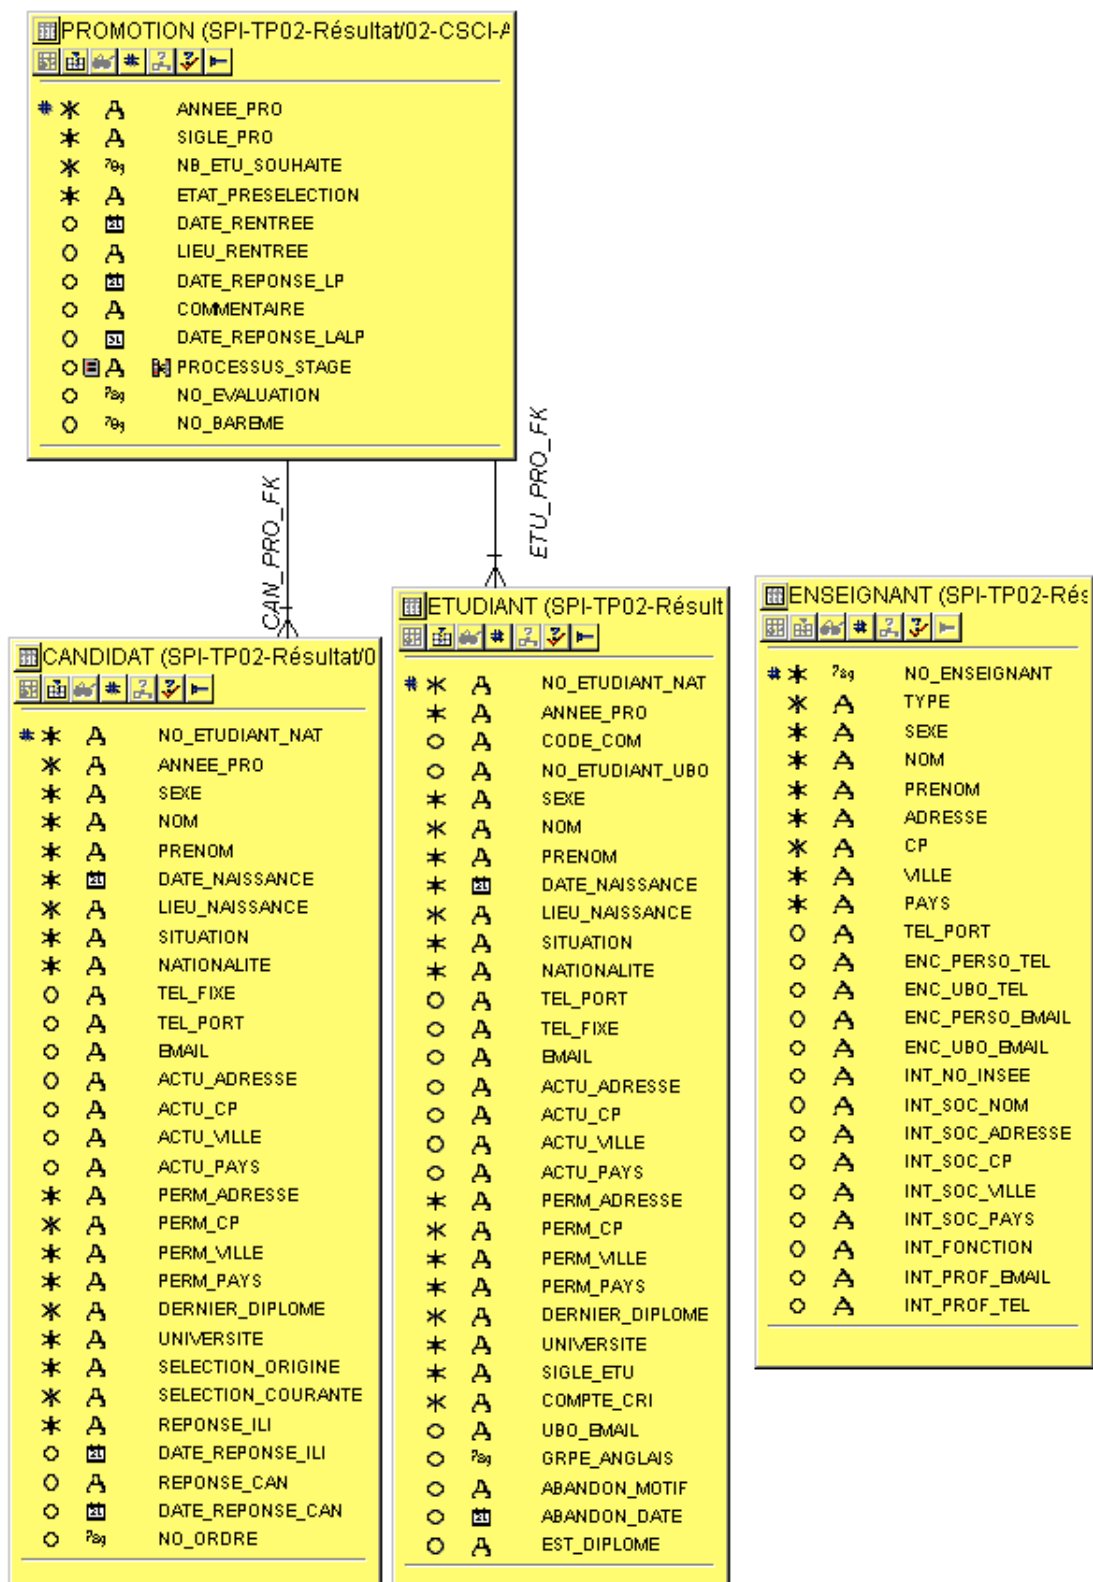 PROMOTION (SPI-TP02-Résultat/02-CSCI-A
ANNEE_PRO
SIGLE_PRO
NB_ETU_SOUHAITE
ETAT_PRESELECTION
DATE_RENTREE
LIEU_RENTREE
DATE_REPONSE_LP
COMMENTAIRE
DATE_REPONSE_LALP
PROCESSUS_STAGE
NO_EVALUATION
NO_BAREME
CAN_PRO_FK
ETU_PRO_FK
CANDIDAT (SPI-TP02-Résultat/0
NO_ETUDIANT_NAT
ANNEE_PRO
SEXE
NOM
PRENOM
DATE_NAISSANCE
LIEU_NAISSANCE
SITUATION
NATIONALITE
TEL_FIXE
TEL_PORT
EMAIL
ACTU_ADRESSE
ACTU_CP
ACTU_VILLE
ACTU_PAYS
PERM_ADRESSE
PERM_CP
PERM_VILLE
PERM_PAYS
DERNIER_DIPLOME
UNIVERSITE
SELECTION_ORIGINE
SELECTION_COURANTE
REPONSE_ILI
DATE_REPONSE_ILI
REPONSE_CAN
DATE_REPONSE_CAN
NO_ORDRE
ETUDIANT (SPI-TP02-Résult
NO_ETUDIANT_NAT
ANNEE_PRO
CODE_COM
NO_ETUDIANT_UBO
SEXE
NOM
PRENOM
DATE_NAISSANCE
LIEU_NAISSANCE
SITUATION
NATIONALITE
TEL_PORT
TEL_FIXE
EMAIL
ACTU_ADRESSE
ACTU_CP
ACTU_VILLE
ACTU_PAYS
PERM_ADRESSE
PERM_CP
PERM_VILLE
PERM_PAYS
DERNIER_DIPLOME
UNIVERSITE
SIGLE_ETU
COMPTE_CRI
UBO_EMAIL
GRPE_ANGLAIS
ABANDON_MOTIF
ABANDON_DATE
EST_DIPLOME
ENSEIGNANT (SPI-TP02-Rés
NO_ENSEIGNANT
TYPE
SEXE
NOM
PRENOM
ADRESSE
CP
VILLE
PAYS
TEL_PORT
ENC_PERSO_TEL
ENC_UBO_TEL
ENC_PERSO_EMAIL
ENC_UBO_EMAIL
INT_NO_INSEE
INT_SOC_NOM
INT_SOC_ADRESSE
INT_SOC_CP
INT_SOC_VILLE
INT_SOC_PAYS
INT_FONCTION
INT_PROF_EMAIL
INT_PROF_TEL